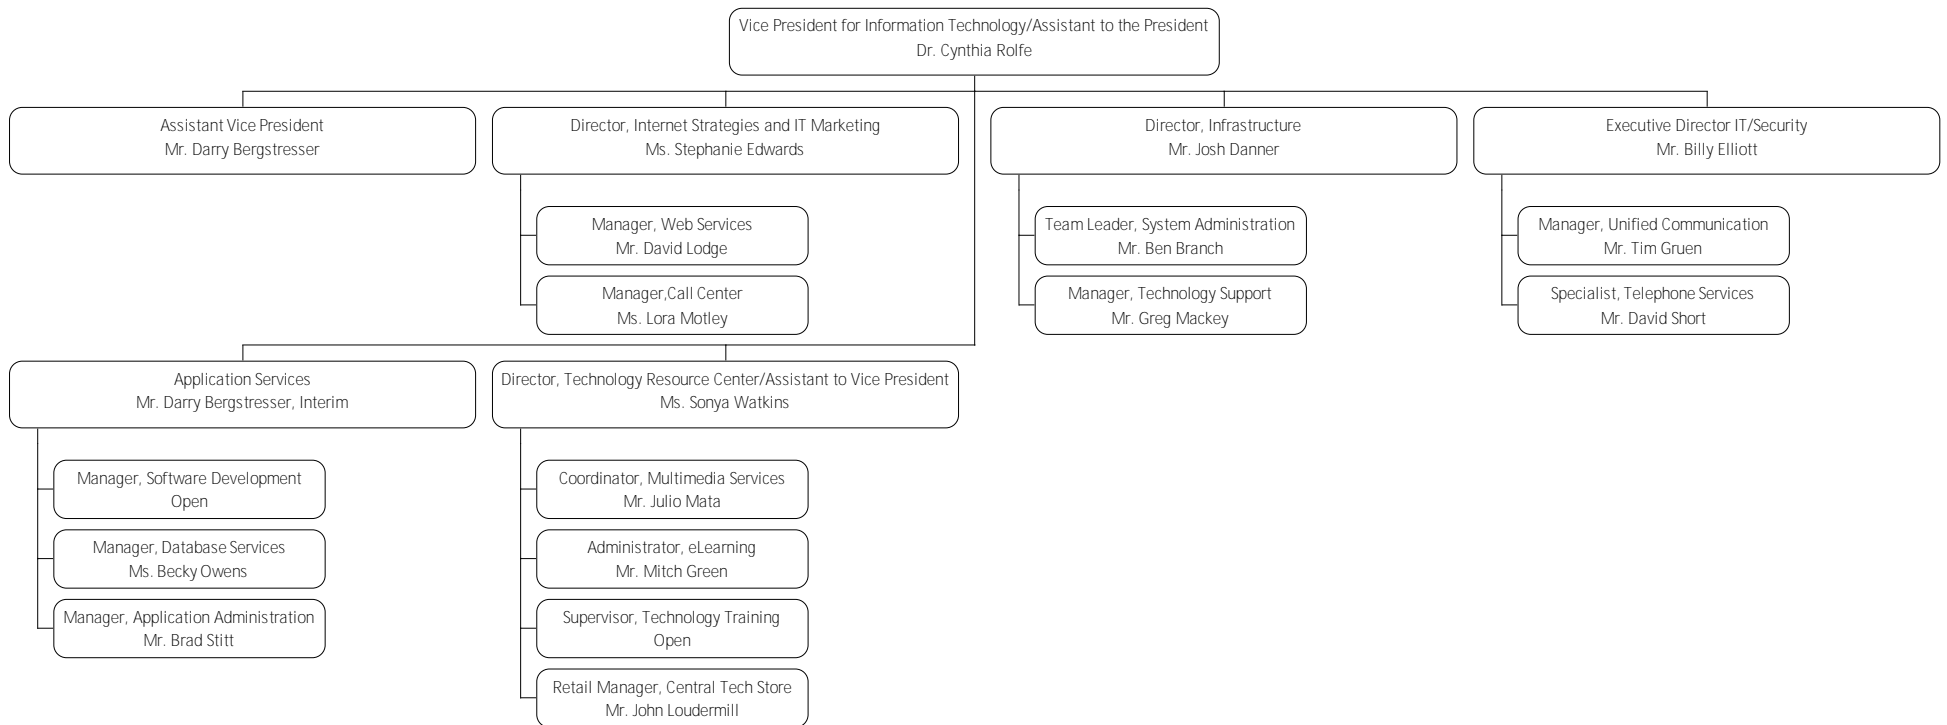 Vice President for Information Technology/Assistant to the President
Dr. Cynthia Rolfe
Assistant Vice President
Mr. Darry Bergstresser
Director, Internet Strategies and IT Marketing
Ms. Stephanie Edwards
Manager, Web Services
Mr. David Lodge
Manager,Call Center
Ms. Lora Motley
Director, Infrastructure
Mr. Josh Danner
Team Leader, System Administration
Mr. Ben Branch
Manager, Technology Support
Mr. Greg Mackey
Executive Director IT/Security
Mr. Billy Elliott
Manager, Unified Communication
Mr. Tim Gruen
Specialist, Telephone Services
Mr. David Short
Application Services
Mr. Darry Bergstresser, Interim
Manager, Software Development
Open
Manager, Database Services
Ms. Becky Owens
Manager, Application Administration
Mr. Brad Stitt
Director, Technology Resource Center/Assistant to Vice President
Ms. Sonya Watkins
Coordinator, Multimedia Services
Mr. Julio Mata
Administrator, eLearning
Mr. Mitch Green
Supervisor, Technology Training
Open
Retail Manager, Central Tech Store
Mr. John Loudermill